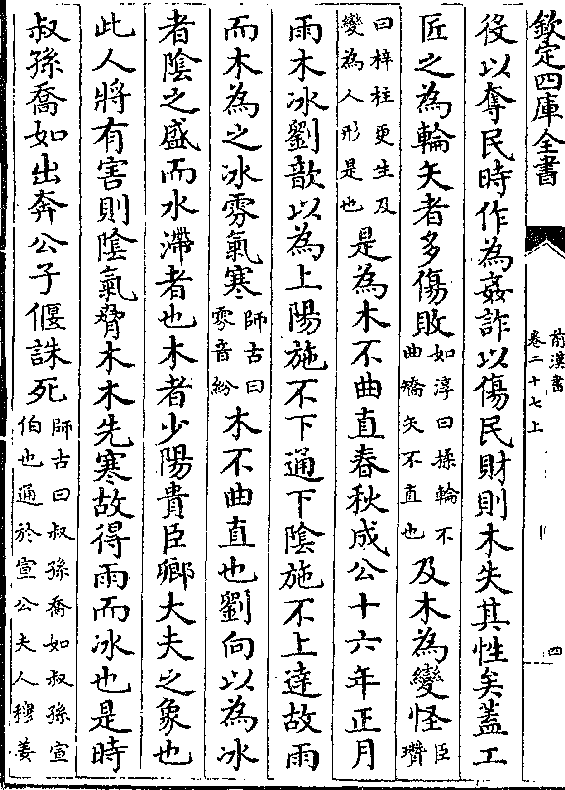 欽定四庫全書
前漢書
卷二十七上
四
役以奪民時作為姦詐以傷民財則木失其性矣蓋工
匠之為輪矢者多傷敗如淳曰揉輪不曲矯矢不直也及木為變怪臣瓚
曰梓柱更生及變為人形是也是為木不曲直春秋成公十六年正月
雨木冰劉歆以為上陽施不下通下陰施不上達故雨
而木為之冰雰氣寒師古曰雰音紛木不曲直也劉向以為冰
者陰之盛而水滯者也木者少陽貴臣卿大夫之象也
此人將有害則陰氣脅木木先寒故得雨而冰也是時
叔孫喬如出奔公子偃誅死師古曰叔孫喬如叔孫宣伯也通於宣公夫人穆姜